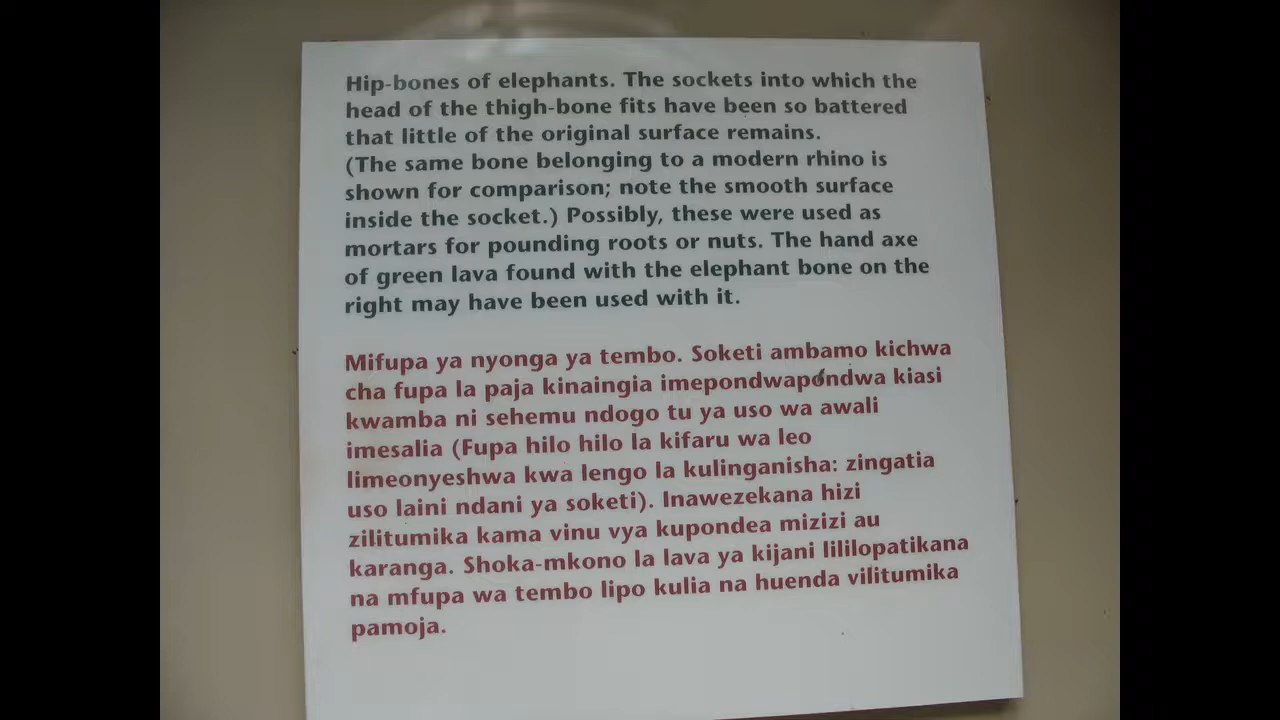 Hip-bones of elephants. The sockets into which the
head of the thigh-bone fits have been so battered
that little of the original surface remains.
(The same bone belonging to a modern rhino is
shown for comparison; note the smooth surface
inside the socket.) Possibly, these were used as
mortars for pounding roots or nuts. The hand axe
of green lava found with the elephant bone on the
right may have been used with it.
Mifupa ya nyonga ya tembo. Soketi ambamo kichwa
cha fupa la paja kinaingia imepondwapondwa kiasi
kwamba ni sehemu ndogo tu ya uso wa awali
imesalia (Fupa hilo hilo la kifaru wa leo
limeonyeshwa kwa lengo la kulinganisha: zingatia
uso laini ndani ya soketi). Inawezekana hizi
zilitumika kama vinu vya kupondea mizizi au
karanga. Shoka-mkono la lava ya kijani lililopatikana
na mfupa wa tembo lipo kulia na huenda vilitumika
pamoja.